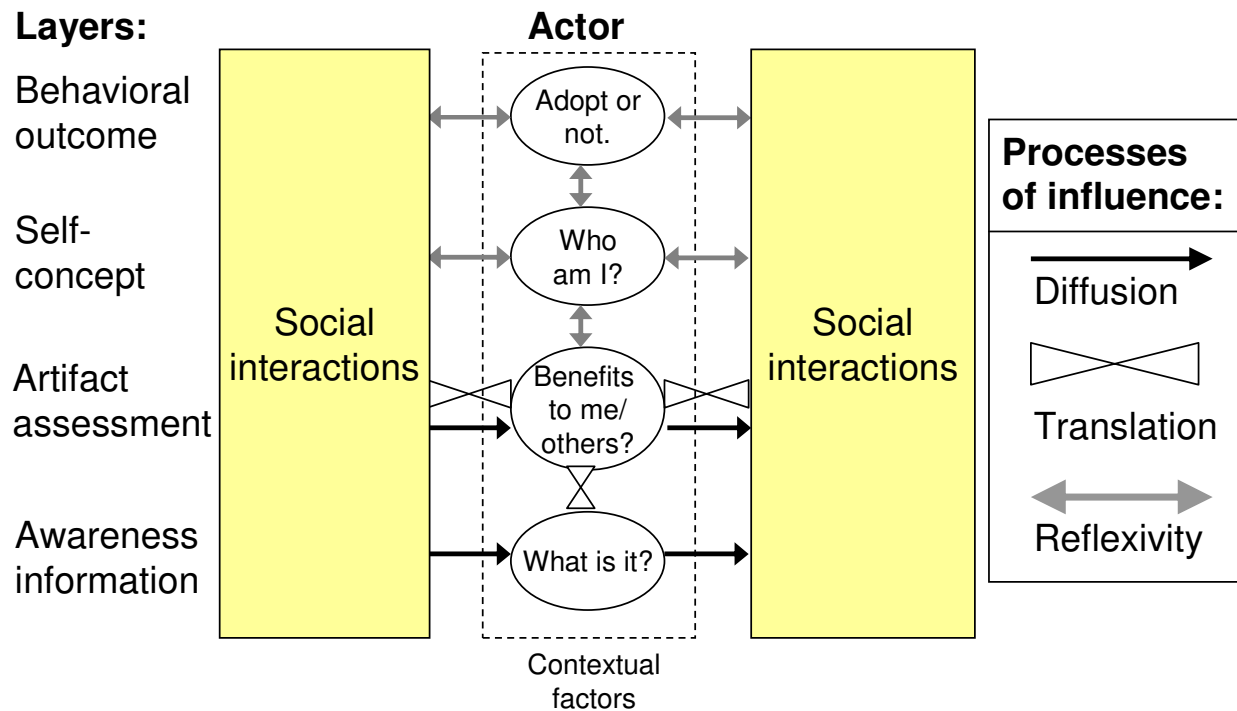 Layers:
Actor
Behavioral
outcome
Adopt or
not.
Self-
concept
Who
am I?
Social
interactions
Social
interactions
Artifact
assessment
Benefits
to me/
others?
Awareness
information
What is it?
Contextual
factors
Processes
of influence:
Diffusion
Translation
Reflexivity